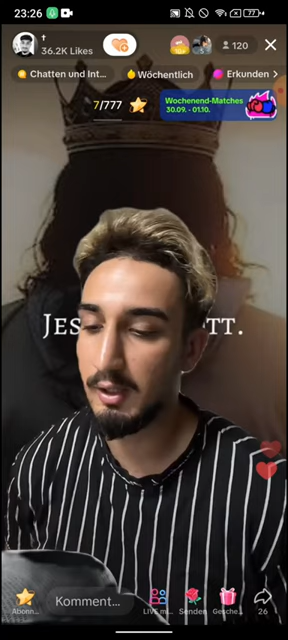 23:26
77
†
36.2K Likes
120
Chatten und Int...
Wöchentlich
Erkunden
7/777
Wochenend-Matches
30.09. - 01.10.
JES TT.
Abonn...
Komment...
LIVE m...
Senden
Gesche...
26